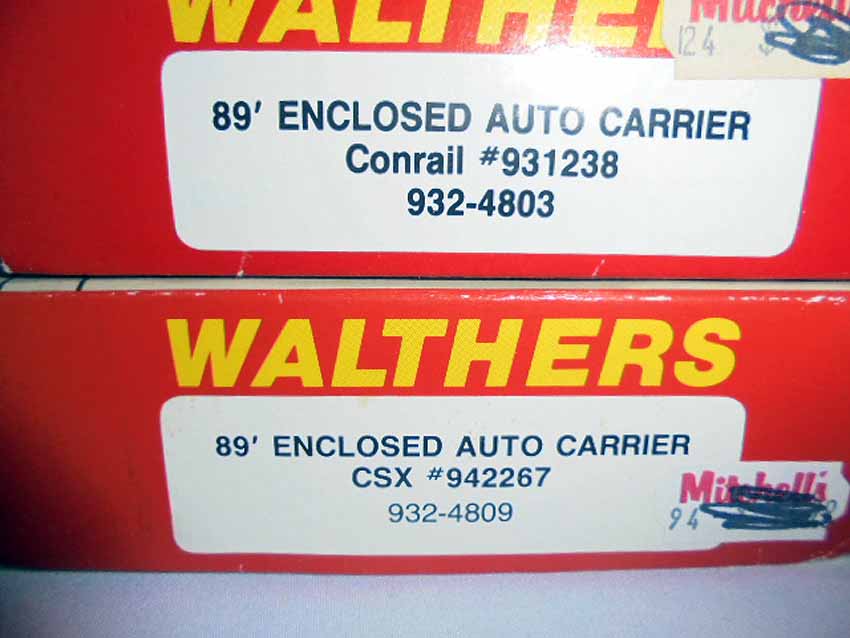 WALTHERS
Mitchell's
124
89' ENCLOSED AUTO CARRIER
Conrail #931238
932-4803
WALTHERS
89' ENCLOSED AUTO CARRIER
CSX #942267
932-4809
Mitchell's
94